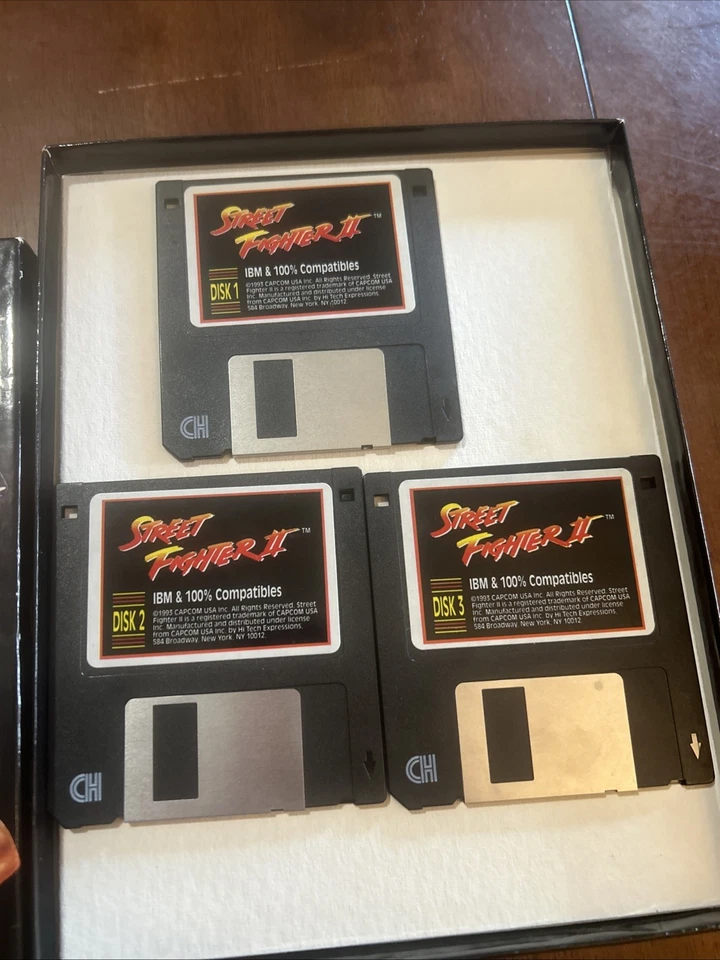 STREET
FIGHTER II™
IBM & 100% Compatibles
DISK 1
©1993 CAPCOM USA Inc. All Rights Reserved. Street
Fighter II is a registered trademark of CAPCOM USA
Inc. Manufactured and distributed under license
from CAPCOM USA Inc. by Hi Tech Expressions,
584 Broadway, New York, NY,10012.
CH
STREET
FIGHTER II™
IBM & 100% Compatibles
DISK 2
©1993 CAPCOM USA Inc. All Rights Reserved. Street
Fighter II is a registered trademark of CAPCOM USA
Inc. Manufactured and distributed under license
from CAPCOM USA Inc. by Hi Tech Expressions,
584 Broadway, New York, NY 10012.
CH
STREET
FIGHTER II™
IBM & 100% Compatibles
DISK 3
©1993 CAPCOM USA Inc. All Rights Reserved. Street
Fighter II is a registered trademark of CAPCOM USA
Inc. Manufactured and distributed under license
from CAPCOM USA Inc. by Hi Tech Expressions,
584 Broadway, New York, NY 10012.
CH